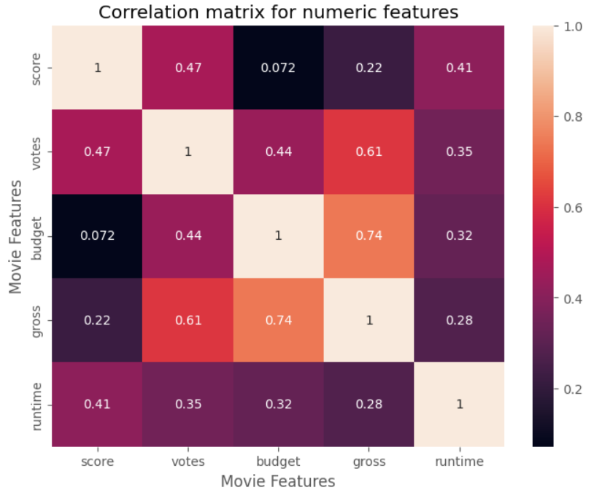 Correlation matrix for numeric features
1.0
score 1 0.47 0.072 0.22 0.41
0.8
votes 0.47 1 0.44 0.61 0.35
Movie Features
budget 0.072 0.44 1 0.74 0.32
0.6
gross 0.22 0.61 0.74 1 0.28
0.4
runtime 0.41 0.35 0.32 0.28 1
0.2
score votes budget gross runtime
Movie Features